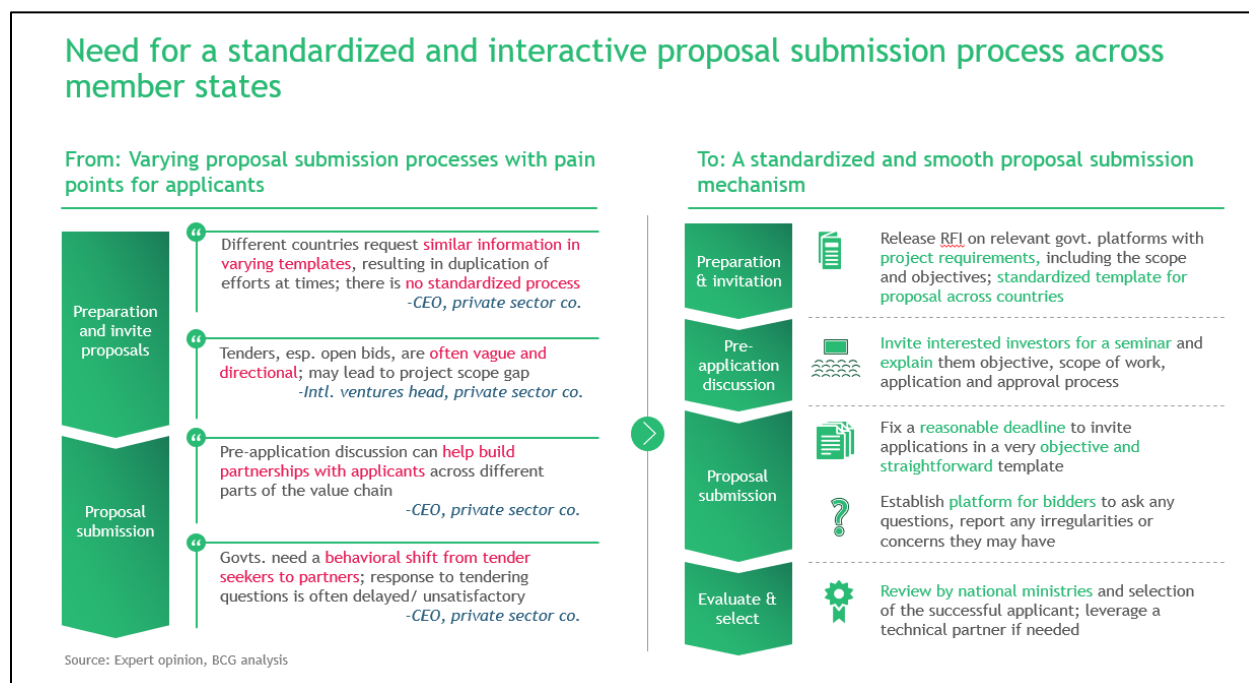 Need for a standardized and interactive proposal submission process across
member states
From: Varying proposal submission processes with pain
points for applicants
Preparation
and invite
proposals
“
Different countries request similar information in
varying templates, resulting in duplication of
efforts at times; there is no standardized process
-CEO, private sector co.
“
Tenders, esp. open bids, are often vague and
directional; may lead to project scope gap
-Intl. ventures head, private sector co.
Proposal
submission
“
Pre-application discussion can help build
partnerships with applicants across different
parts of the value chain
-CEO, private sector co.
“
Govts. need a behavioral shift from tender
seekers to partners; response to tendering
questions is often delayed/ unsatisfactory
-CEO, private sector co.
To: A standardized and smooth proposal submission
mechanism
Preparation
& invitation
Release RFI on relevant govt. platforms with
project requirements, including the scope
and objectives; standardized template for
proposal across countries
Pre-
application
discussion
Invite interested investors for a seminar and
explain them objective, scope of work,
application and approval process
Proposal
submission
Fix a reasonable deadline to invite
applications in a very objective and
straightforward template
Establish platform for bidders to ask any
questions, report any irregularities or
concerns they may have
Evaluate &
select
Review by national ministries and selection
of the successful applicant; leverage a
technical partner if needed
Source: Expert opinion, BCG analysis